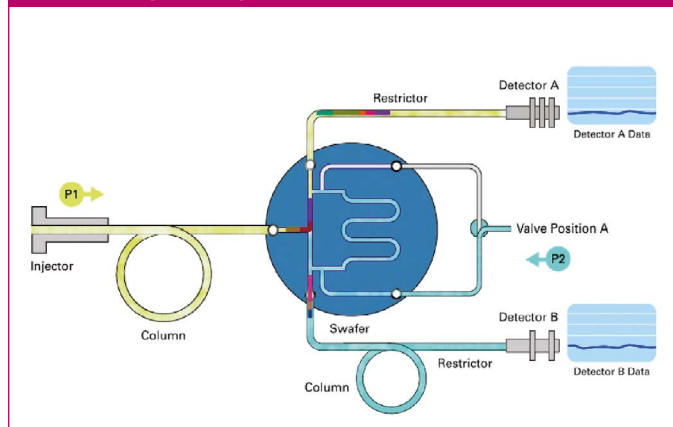 Restrictor
Detector A
Detector A Data
P1
Valve Position A
P2
Injector
Column
Swafer
Detector B
Restrictor
Column
Detector B Data